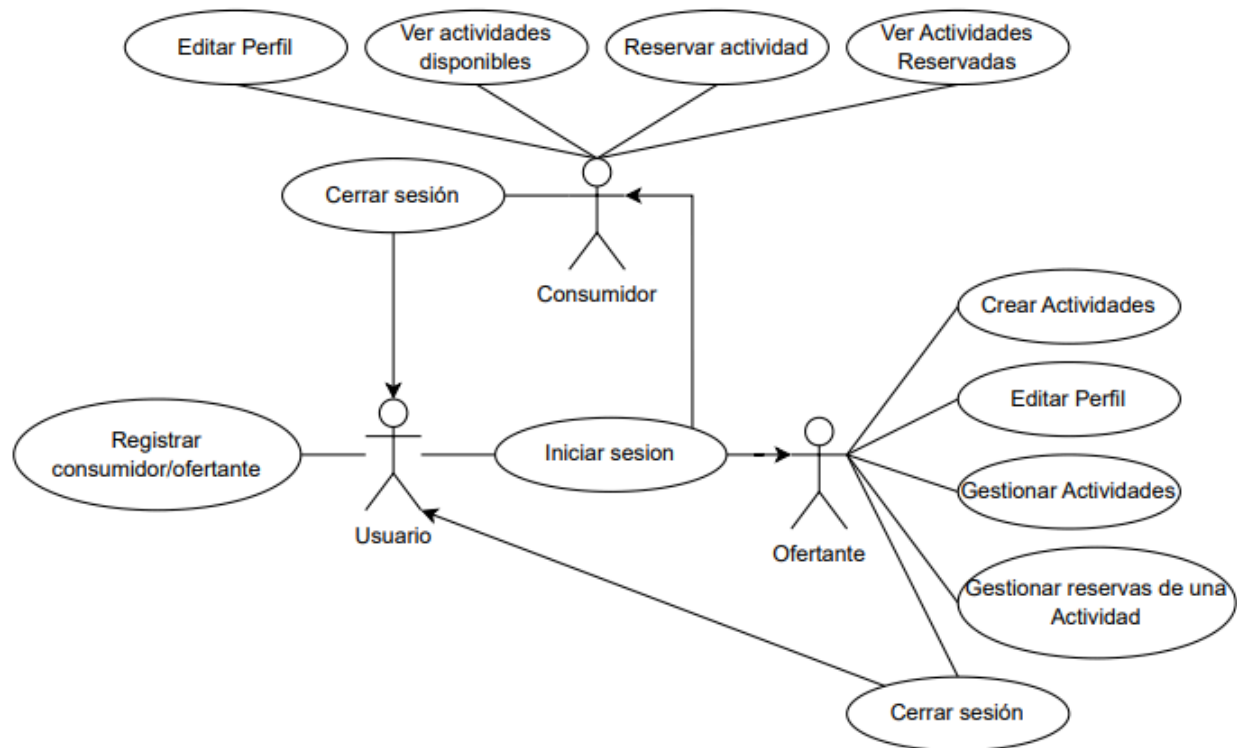 Editar Perfil
Ver actividades
disponibles
Reservar actividad
Ver Actividades
Reservadas
Cerrar sesión
Consumidor
Crear Actividades
Editar Perfil
Registrar
consumidor/ofertante
Iniciar sesion
Gestionar Actividades
Usuario
Ofertante
Gestionar reservas de una
Actividad
Cerrar sesión